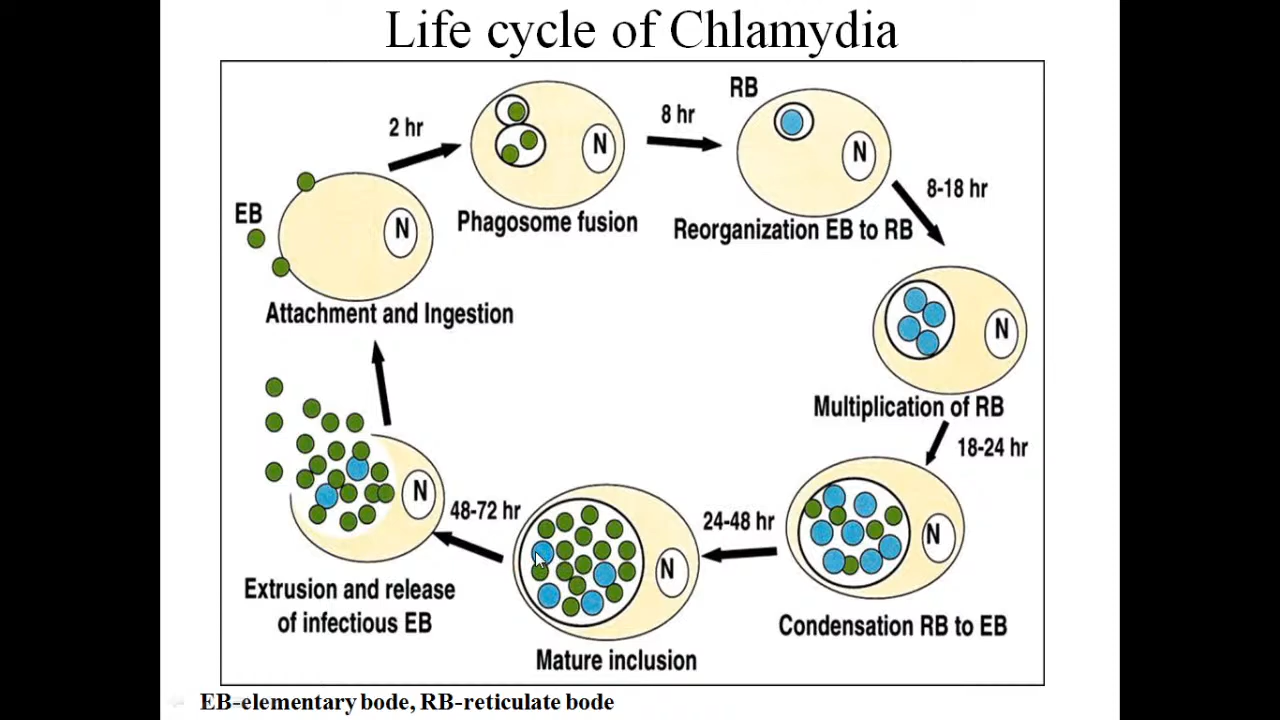 Life cycle of Chlamydia
RB
8 hr
2 hr
N
N
N
8-18 hr
EB
Phagosome fusion
Reorganization EB to RB
Attachment and Ingestion
N
Multiplication of RB
18-24 hr
N
48-72 hr
24-48 hr
N
N
Extrusion and release
of infectious EB
Condensation RB to EB
Mature inclusion
EB-elementary bode, RB-reticulate bode